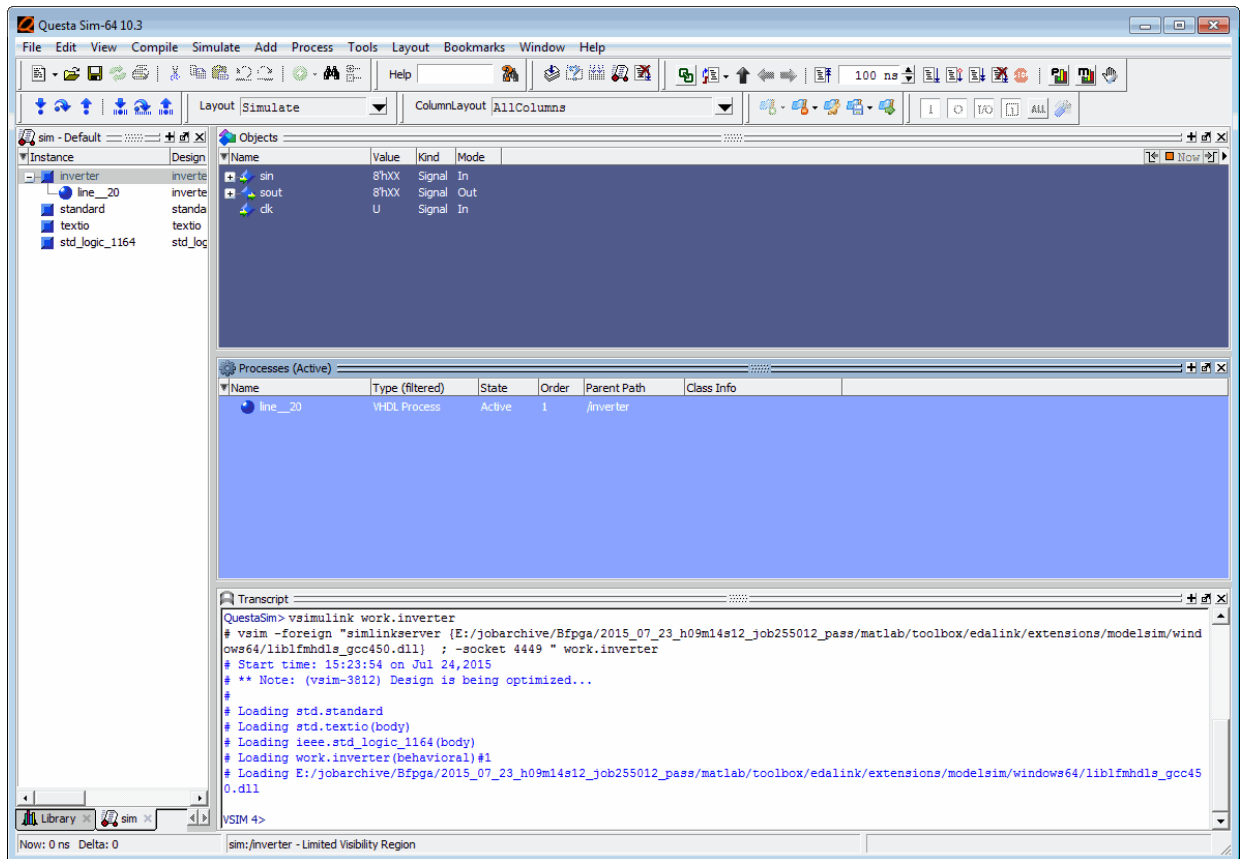 Questa Sim-64 10.3
File Edit View Compile Simulate Add Process Tools Layout Bookmarks Window Help
Help 100 ns
Layout Simulate ColumnLayout AllColumns I O I/O ALL
sim - Default
Instance Design
inverter inverte
line__20 inverte
standard standa
textio textio
std_logic_1164 std_log
Objects
Name Value Kind Mode Now
sin 8'hXX Signal In
sout 8'hXX Signal Out
clk U Signal In
Processes (Active)
Name Type (filtered) State Order Parent Path Class Info
line__20 VHDL Process Active 1 /inverter
Transcript
QuestaSim> vsimulink work.inverter
# vsim -foreign "simlinkserver {E:/jobarchive/Bfpga/2015_07_23_h09m14s12_job255012_pass/matlab/toolbox/edalink/extensions/modelsim/wind
ows64/liblfmhdls_gcc450.dll} ; -socket 4449 " work.inverter
# Start time: 15:23:54 on Jul 24,2015
# ** Note: (vsim-3812) Design is being optimized...
#
# Loading std.standard
# Loading std.textio(body)
# Loading ieee.std_logic_1164(body)
# Loading work.inverter(behavioral)#1
# Loading E:/jobarchive/Bfpga/2015_07_23_h09m14s12_job255012_pass/matlab/toolbox/edalink/extensions/modelsim/windows64/liblfmhdls_gcc45
0.dll
VSIM 4>
Library sim
Now: 0 ns Delta: 0 sim:/inverter - Limited Visibility Region